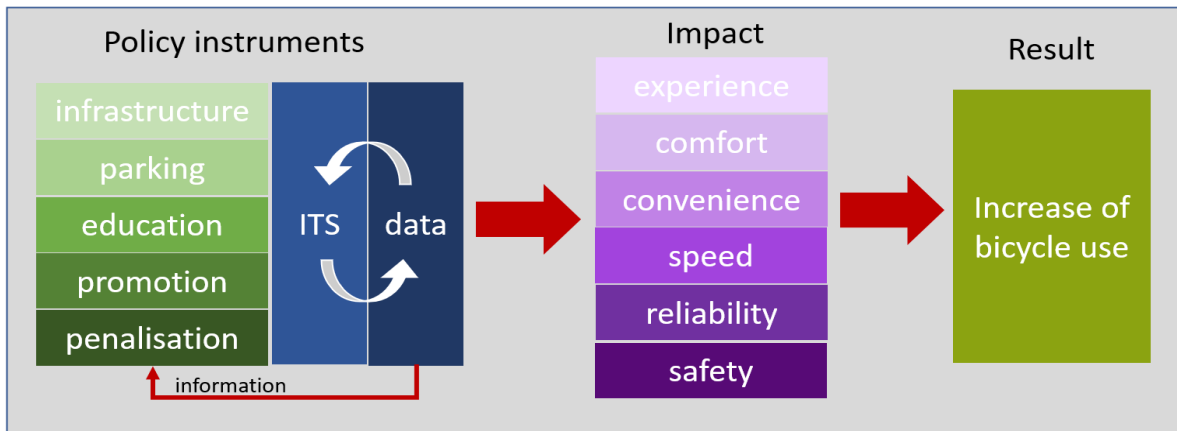 Policy instruments
infrastructure
parking
education
promotion
penalisation
ITS
data
information
Impact
experience
comfort
convenience
speed
reliability
safety
Result
Increase of
bicycle use